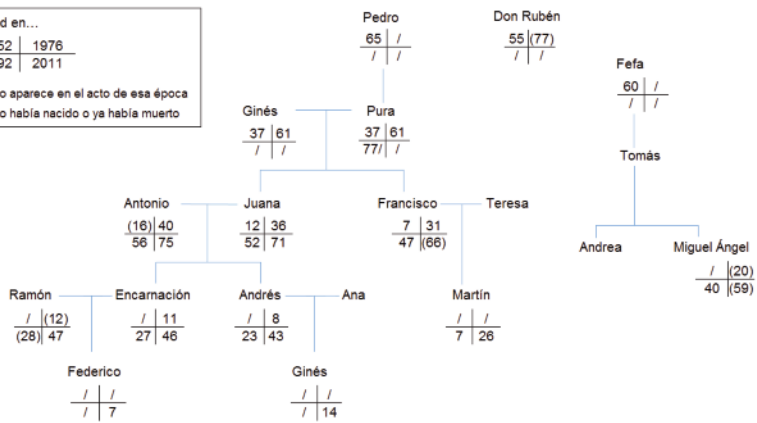 d en...
52 | 1976
92 | 2011
o aparece en el acto de esa época
o había nacido o ya había muerto
Pedro
65 | /
/ | /
Don Rubén
55 | (77)
/ | /
Fefa
60 | /
/ | /
Ginés
37 | 61
/ | /
Pura
37 | 61
77/ | /
Tomás
Antonio
(16) | 40
56 | 75
Juana
12 | 36
52 | 71
Francisco
7 | 31
47 | (66)
Teresa
Andrea
Miguel Ángel
/ | (20)
40 | (59)
Ramón
/ | (12)
(28) | 47
Encarnación
/ | 11
27 | 46
Andrés
/ | 8
23 | 43
Ana
Martín
/ | /
7 | 26
Federico
/ | /
/ | 7
Ginés
/ | /
/ | 14